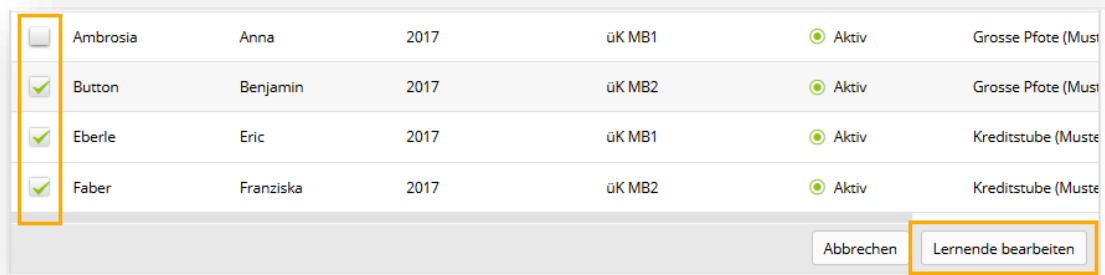 Ambrosia Anna 2017 üK MB1 Aktiv Grosse Pfote (Must
Button Benjamin 2017 üK MB2 Aktiv Grosse Pfote (Must
Eberle Eric 2017 üK MB1 Aktiv Kreditstube (Muste
Faber Franziska 2017 üK MB2 Aktiv Kreditstube (Muste
Abbrechen Lernende bearbeiten